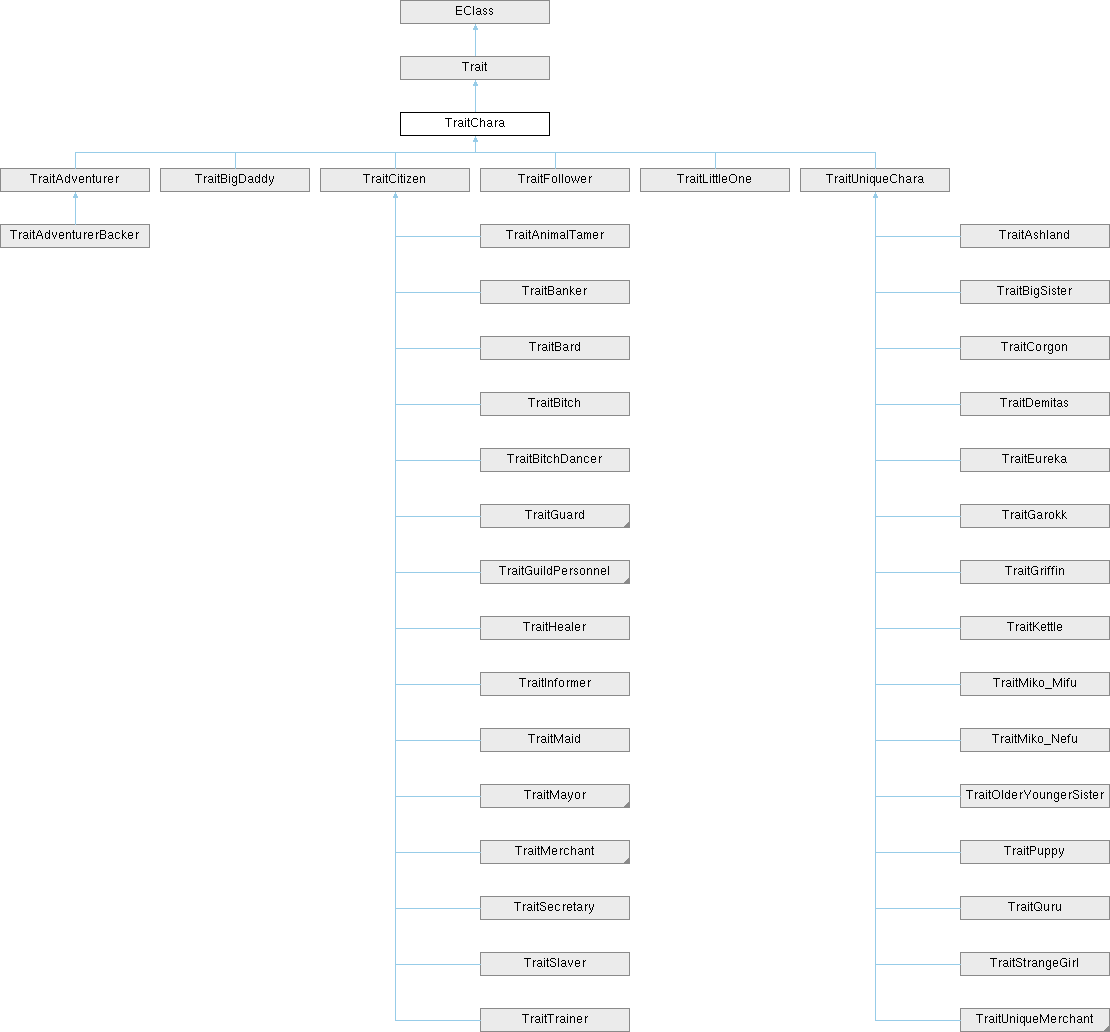 EClass
Trait
TraitChara
TraitAdventurer
TraitBigDaddy
TraitCitizen
TraitFollower
TraitLittleOne
TraitUniqueChara
TraitAdventurerBacker
TraitAnimalTamer
TraitAshland
TraitBanker
TraitBigSister
TraitBard
TraitCorgon
TraitBitch
TraitDemitas
TraitBitchDancer
TraitEureka
TraitGuard
TraitGarokk
TraitGuildPersonnel
TraitGriffin
TraitHealer
TraitKettle
TraitInformer
TraitMiko_Mifu
TraitMaid
TraitMiko_Nefu
TraitMayor
TraitOlderYoungerSister
TraitMerchant
TraitPuppy
TraitSecretary
TraitQuru
TraitSlaver
TraitStrangeGirl
TraitTrainer
TraitUniqueMerchant